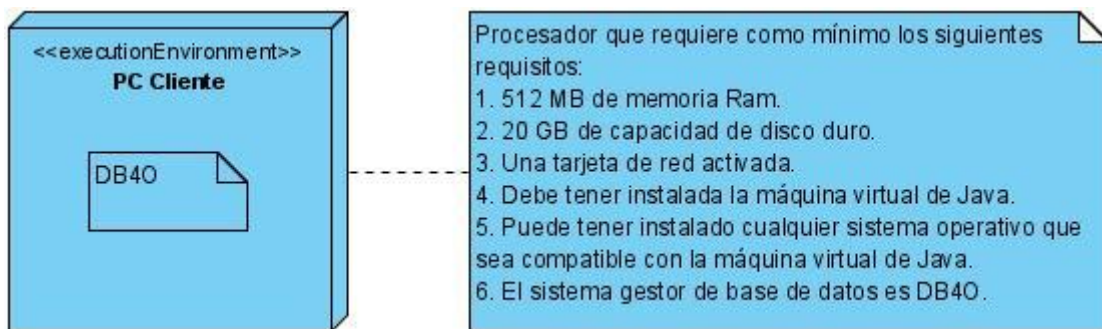 <<executionEnvironment>>
PC Cliente
DB4O
Procesador que requiere como mínimo los siguientes
requisitos:
1. 512 MB de memoria Ram.
2. 20 GB de capacidad de disco duro.
3. Una tarjeta de red activada.
4. Debe tener instalada la máquina virtual de Java.
5. Puede tener instalado cualquier sistema operativo que
sea compatible con la máquina virtual de Java.
6. El sistema gestor de base de datos es DB4O.